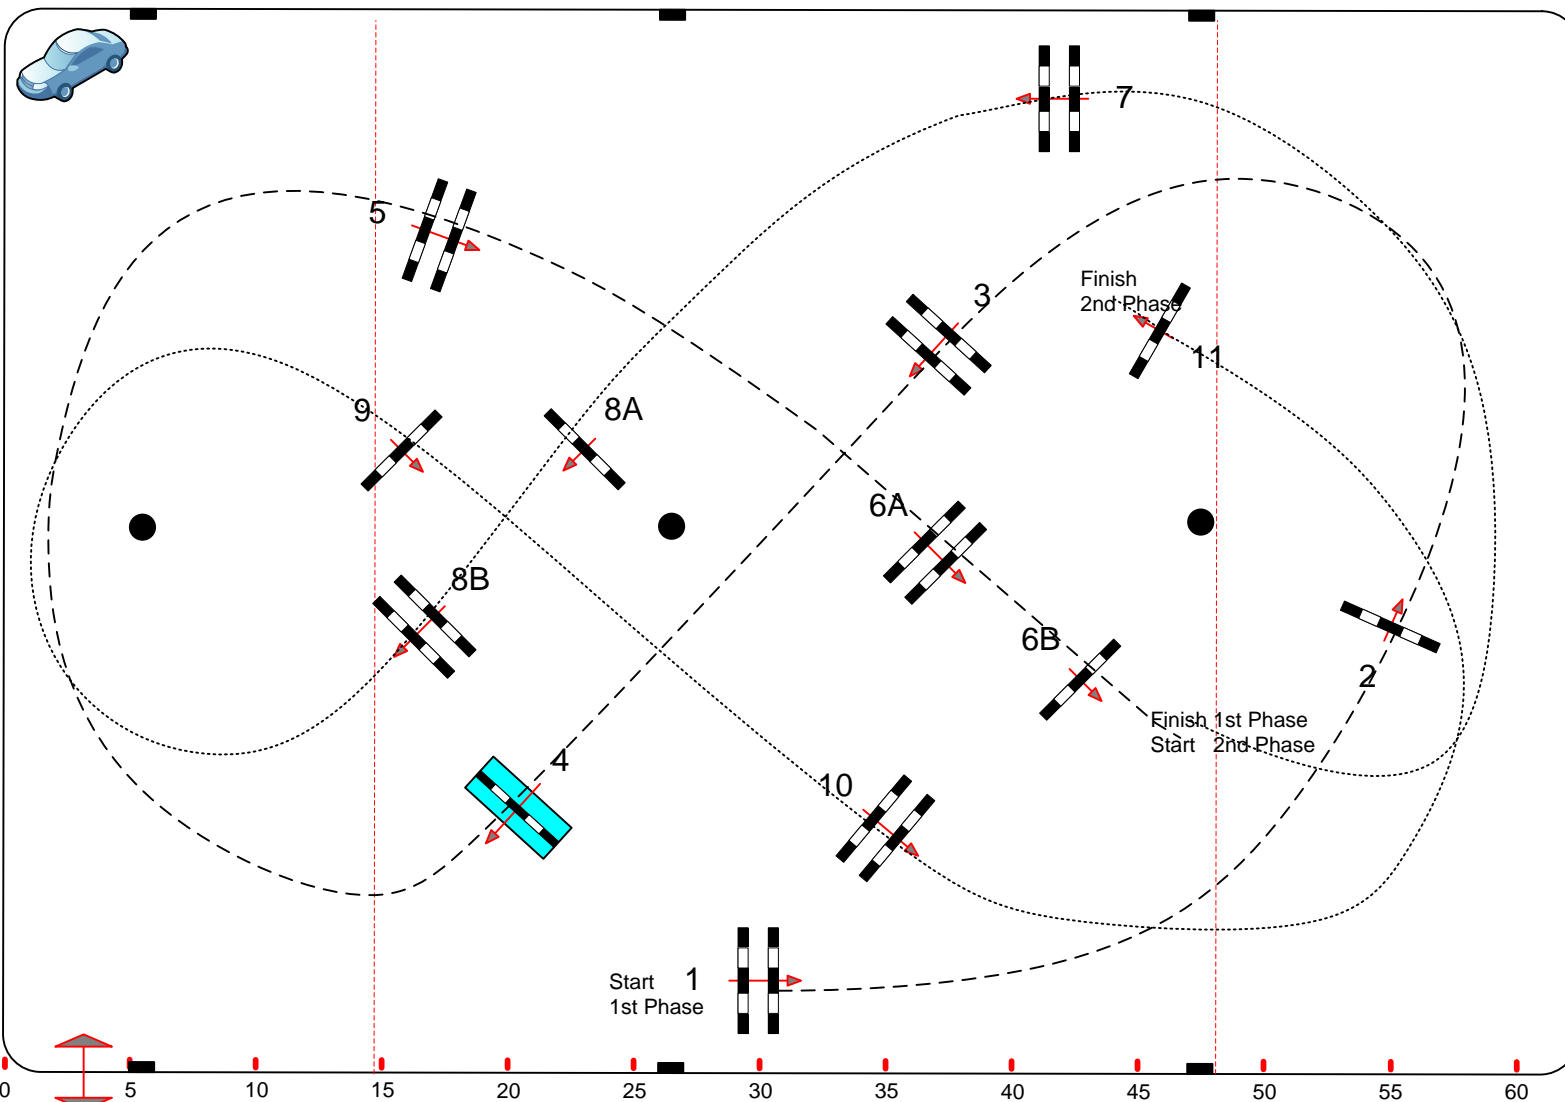 7
5
3
Finish
2nd Phase
11
9
8A
6A
8B
6B
2
Finish 1st Phase
Start 2nd Phase
4
10
Start 1
1st Phase
0 5 10 15 20 25 30 35 40 45 50 55 60